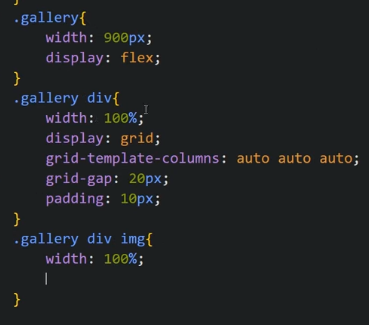 }
.gallery{
    width: 900px;
    display: flex;
}
.gallery div{
    width: 100%;
    display: grid;
    grid-template-columns: auto auto auto;
    grid-gap: 20px;
    padding: 10px;
}
.gallery div img{
    width: 100%;

}